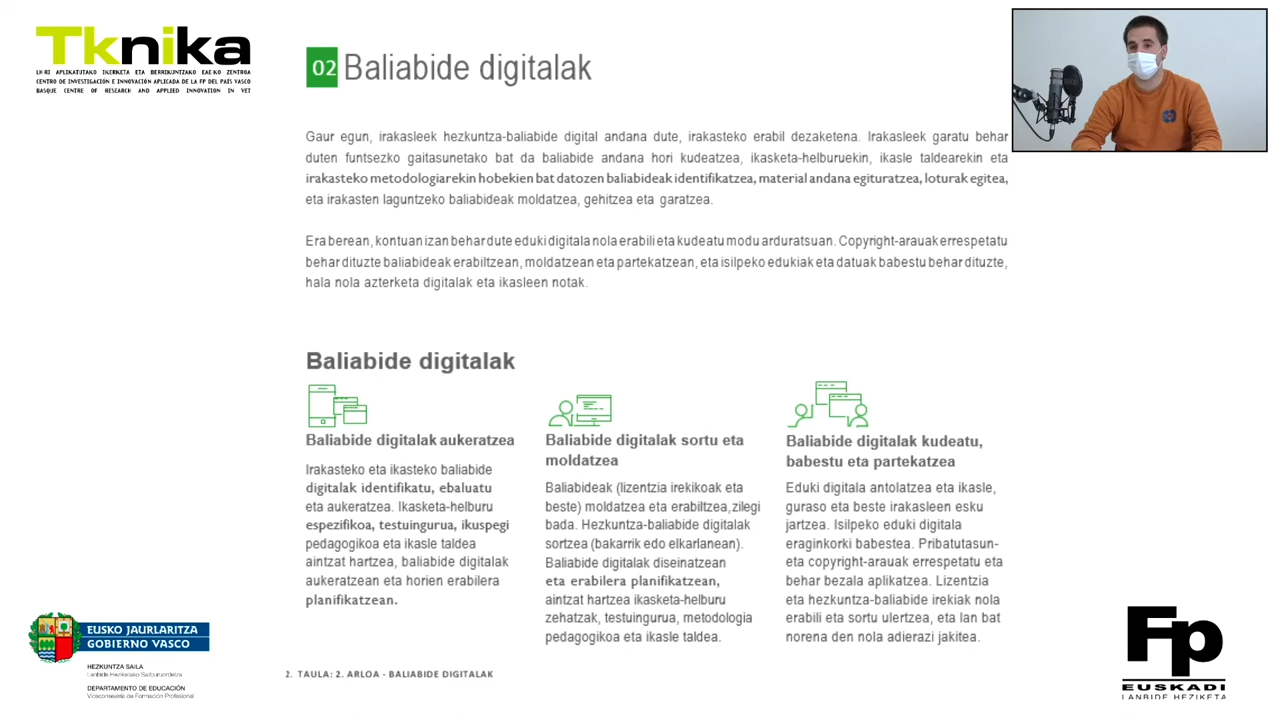 Tknika
LH-RI APLIKATUTAKO IKERKETA ETA BERRIKUNTZAKO EAEKO ZENTROA
CENTRO DE INVESTIGACIÓN E INNOVACIÓN APLICADA DE LA FP DEL PAÍS VASCO
BASQUE CENTRE OF RESEARCH AND APPLIED INNOVATION IN VET
02 Baliabide digitalak
Gaur egun, irakasleek hezkuntza-baliabide digital andana dute, irakasteko erabil dezaketena. Irakasleek garatu behar
duten funtsezko gaitasunetako bat da baliabide andana hori kudeatzea, ikasketa-helburuekin, ikasle taldearekin eta
irakasteko metodologiarekin hobekien bat datozen baliabideak identifikatzea, material andana egituratzea, loturak egitea,
eta irakasten laguntzeko baliabideak moldatzea, gehitzea eta garatzea.
Era berean, kontuan izan behar dute eduki digitala nola erabili eta kudeatu modu arduratsuan. Copyright-arauak errespetatu
behar dituzte baliabideak erabiltzean, moldatzean eta partekatzean, eta isilpeko edukiak eta datuak babestu behar dituzte,
hala nola azterketa digitalak eta ikasleen notak.
Baliabide digitalak
Baliabide digitalak aukeratzea
Irakasteko eta ikasteko baliabide
digitalak identifikatu, ebaluatu
eta aukeratzea. Ikasketa-helburu
espezifikoa, testuingurua, ikuspegi
pedagogikoa eta ikasle taldea
aintzat hartzea, baliabide digitalak
aukeratzean eta horien erabilera
planifikatzean.
Baliabide digitalak sortu eta
moldatzea
Baliabideak (lizentzia irekikoak eta
beste) moldatzea eta erabiltzea, zilegi
bada. Hezkuntza-baliabide digitalak
sortzea (bakarrik edo elkarlanean).
Baliabide digitalak diseinatzean
eta erabilera planifikatzean,
aintzat hartzea ikasketa-helburu
zehatzak, testuingurua, metodologia
pedagogikoa eta ikasle taldea.
Baliabide digitalak kudeatu,
babestu eta partekatzea
Eduki digitala antolatzea eta ikasle,
guraso eta beste irakasleen esku
jartzea. Isilpeko eduki digitala
eraginkorki babestea. Pribatutasun-
eta copyright-arauak errespetatu eta
behar bezala aplikatzea. Lizentzia
eta hezkuntza-baliabide irekiak nola
erabili eta sortu ulertzea, eta lan bat
norena den nola adierazi jakitea.
2. TAULA: 2. ARLOA - BALIABIDE DIGITALAK
EUSKO JAURLARITZA
GOBIERNO VASCO
HEZKUNTZA SAILA
Lanbide Heziketako Sailburuordetza
DEPARTAMENTO DE EDUCACIÓN
Viceconsejería de Formación Profesional
Fp
EUSKADI
LANBIDE HEZIKETA